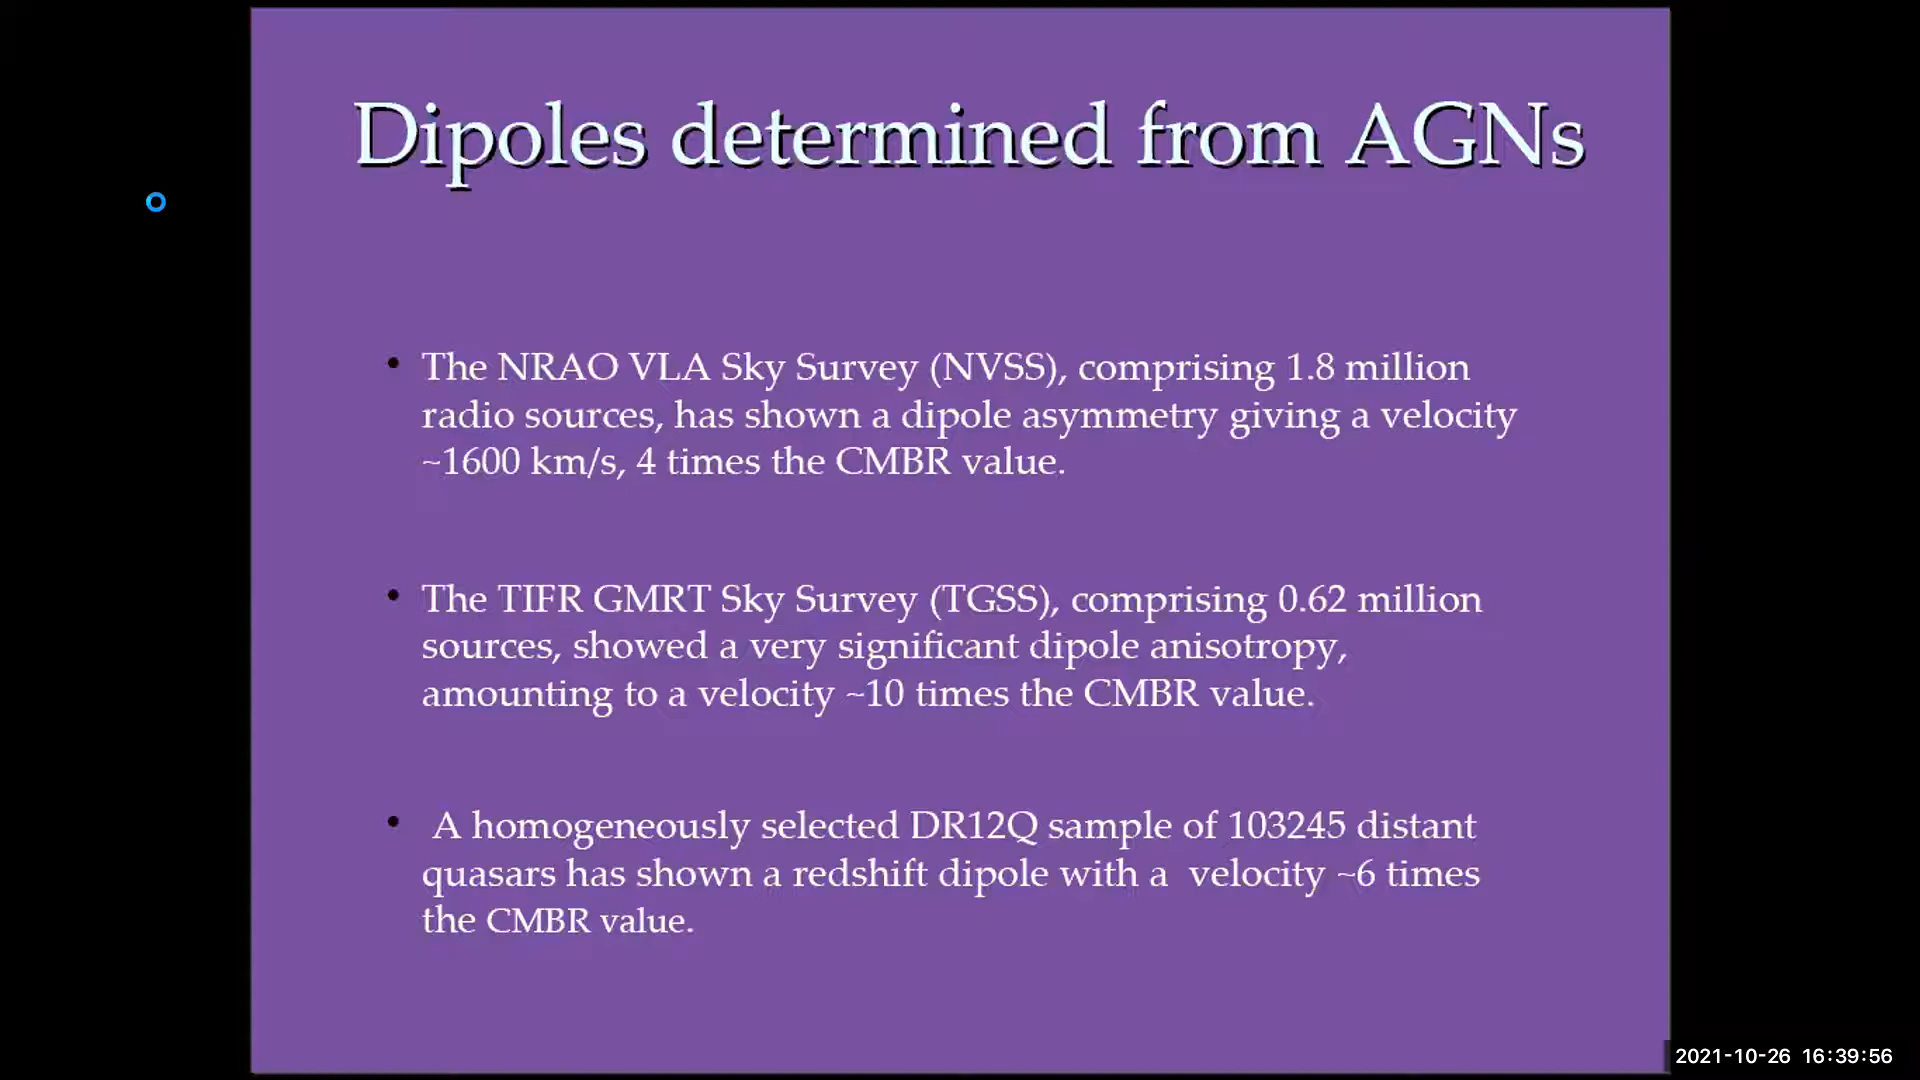 Dipoles determined from AGNs
• The NRAO VLA Sky Survey (NVSS), comprising 1.8 million
radio sources, has shown a dipole asymmetry giving a velocity
~1600 km/s, 4 times the CMBR value.
• The TIFR GMRT Sky Survey (TGSS), comprising 0.62 million
sources, showed a very significant dipole anisotropy,
amounting to a velocity ~10 times the CMBR value.
• A homogeneously selected DR12Q sample of 103245 distant
quasars has shown a redshift dipole with a velocity ~6 times
the CMBR value.
2021-10-26 16:39:56